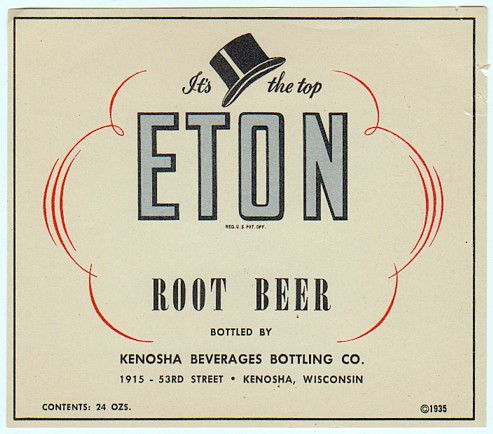 It's the top
ETON
REG. U. S. PAT. OFF.
ROOT BEER
BOTTLED BY
KENOSHA BEVERAGES BOTTLING CO.
1915 - 53RD STREET • KENOSHA, WISCONSIN
CONTENTS: 24 OZS. ©1935